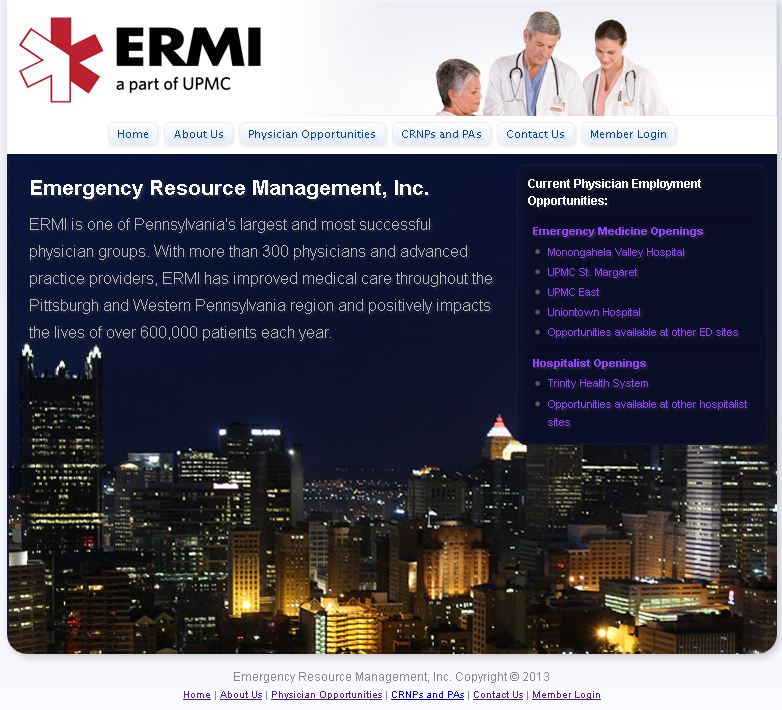 ERMI
a part of UPMC
Home
About Us
Physician Opportunities
CRNPs and PAs
Contact Us
Member Login
Emergency Resource Management, Inc.
ERMI is one of Pennsylvania's largest and most successful
physician groups. With more than 300 physicians and advanced
practice providers, ERMI has improved medical care throughout the
Pittsburgh and Western Pennsylvania region and positively impacts
the lives of over 600,000 patients each year.
Current Physician Employment
Opportunities:
Emergency Medicine Openings
Monongahela Valley Hospital
UPMC St. Margaret
UPMC East
Uniontown Hospital
Opportunities available at other ED sites
Hospitalist Openings
Trinity Health System
Opportunities available at other hospitalist
sites
Emergency Resource Management, Inc. Copyright © 2013
Home | About Us | Physician Opportunities | CRNPs and PAs | Contact Us | Member Login